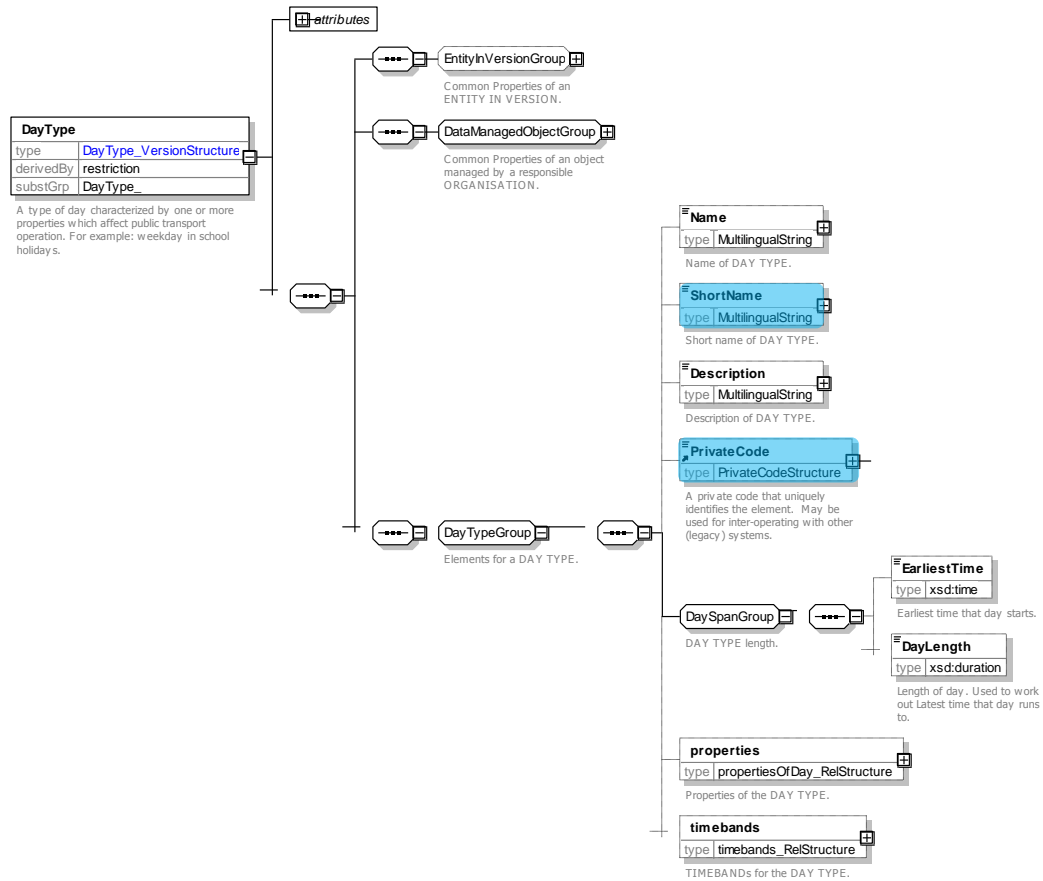 attributes
EntityInVersionGroup
Common Properties of an
ENTITY IN VERSION.
DayType
type DayType_VersionStructure
derivedBy restriction
substGrp DayType_
A type of day characterized by one or more
properties which affect public transport
operation. For example: weekday in school
holidays.
DataManagedObjectGroup
Common Properties of an object
managed by a responsible
ORGANISATION.
Name
type MultilingualString
Name of DAY TYPE.
ShortName
type MultilingualString
Short name of DAY TYPE.
Description
type MultilingualString
Description of DAY TYPE.
PrivateCode
type PrivateCodeStructure
A private code that uniquely
identifies the element. May be
used for inter-operating with other
(legacy) systems.
DayTypeGroup
Elements for a DAY TYPE.
DaySpanGroup
DAY TYPE length.
EarliestTime
type xsd:time
Earliest time that day starts.
DayLength
type xsd:duration
Length of day. Used to work
out Latest time that day runs
to.
properties
type propertiesOfDay_RelStructure
Properties of the DAY TYPE.
timebands
type timebands_RelStructure
TIMEBANDs for the DAY TYPE.